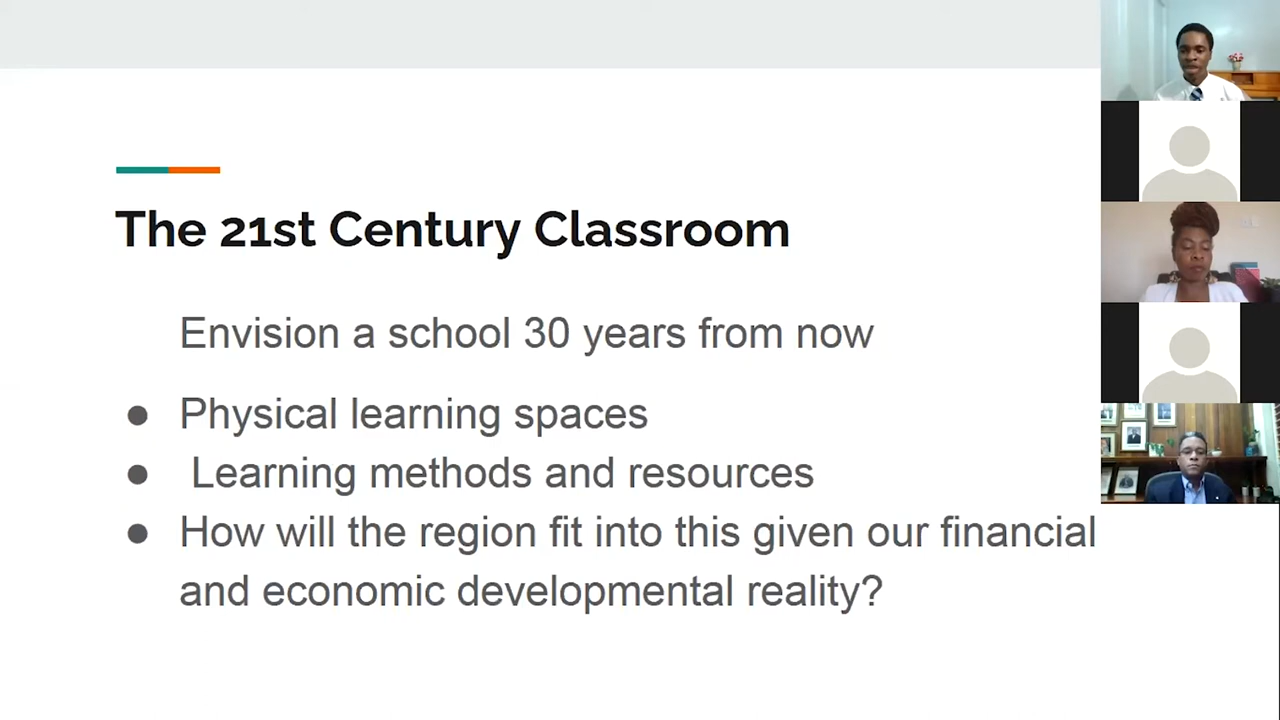 The 21st Century Classroom
Envision a school 30 years from now
● Physical learning spaces
● Learning methods and resources
● How will the region fit into this given our financial
and economic developmental reality?